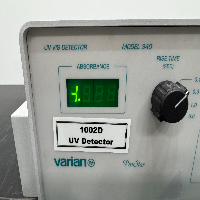 UV-VIS DETECTOR MODEL 340
ABSORBANCE
RISE TIME
(SEC)
1002D
UV Detector
varian
ProStar